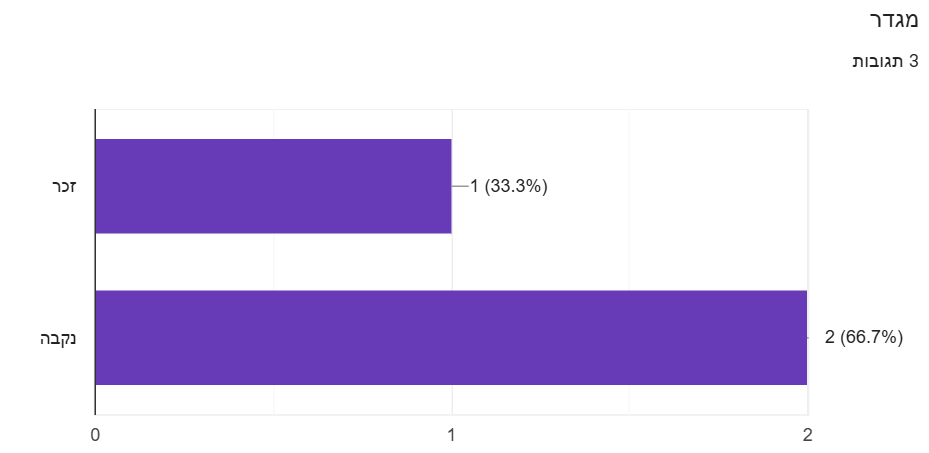 מגדר
3 תגובות
זכר
1 (33.3%)
נקבה
2 (66.7%)
0
1
2